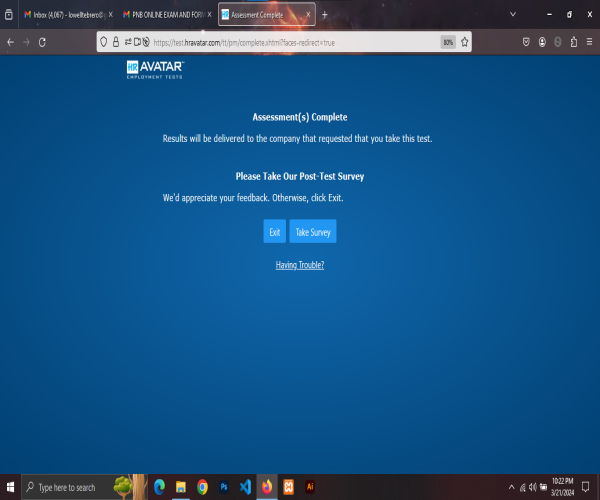 Inbox (4,067) - lowelltebrero@
PNB ONLINE EXAM AND FORM
Assessment Complete
https://test.hravatar.com/tt/pm/complete.xhtml?faces-redirect=true
80%
HR AVATAR™
EMPLOYMENT TESTS
Assessment(s) Complete
Results will be delivered to the company that requested that you take this test.
Please Take Our Post-Test Survey
We'd appreciate your feedback. Otherwise, click Exit.
Exit
Take Survey
Having Trouble?
Type here to search
Ps
Ai
10:22 PM
3/21/2024